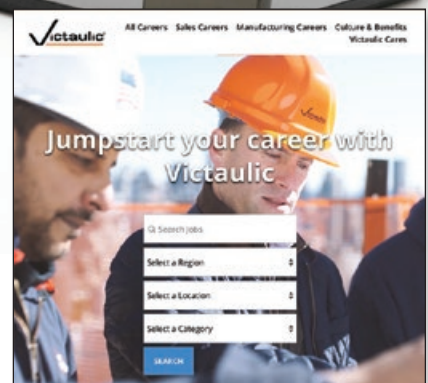 Victaulic
All Careers Sales Careers Manufacturing Careers Culture & Benefits
Victaulic Cares
Victaulic
Jumpstart your career with
Victaulic
Search Jobs
Select a Region
Select a Location
Select a Category
SEARCH